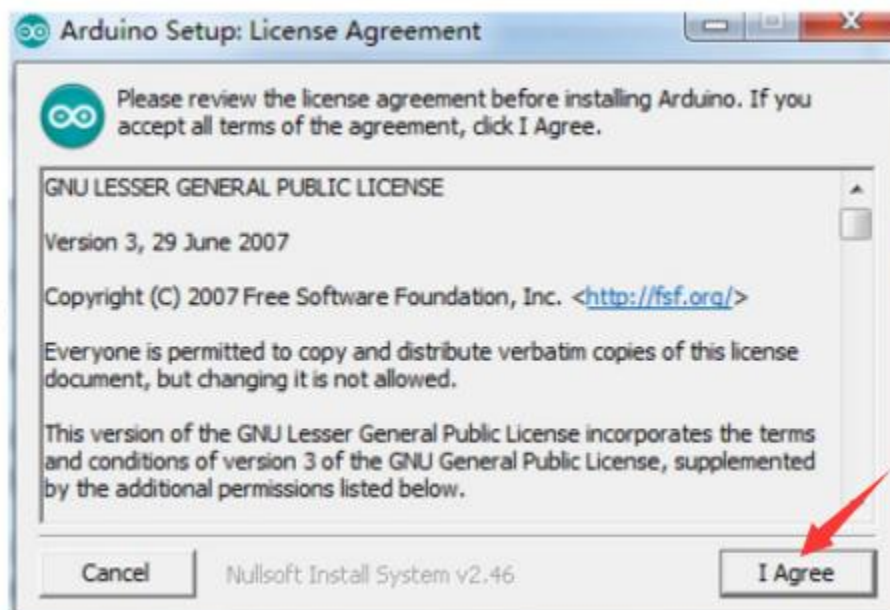 Arduino Setup: License Agreement
Please review the license agreement before installing Arduino. If you
accept all terms of the agreement, click I Agree.
GNU LESSER GENERAL PUBLIC LICENSE
Version 3, 29 June 2007
Copyright (C) 2007 Free Software Foundation, Inc. <http://fsf.org/>
Everyone is permitted to copy and distribute verbatim copies of this license
document, but changing it is not allowed.
This version of the GNU Lesser General Public License incorporates the terms
and conditions of version 3 of the GNU General Public License, supplemented
by the additional permissions listed below.
Cancel
Nullsoft Install System v2.46
I Agree